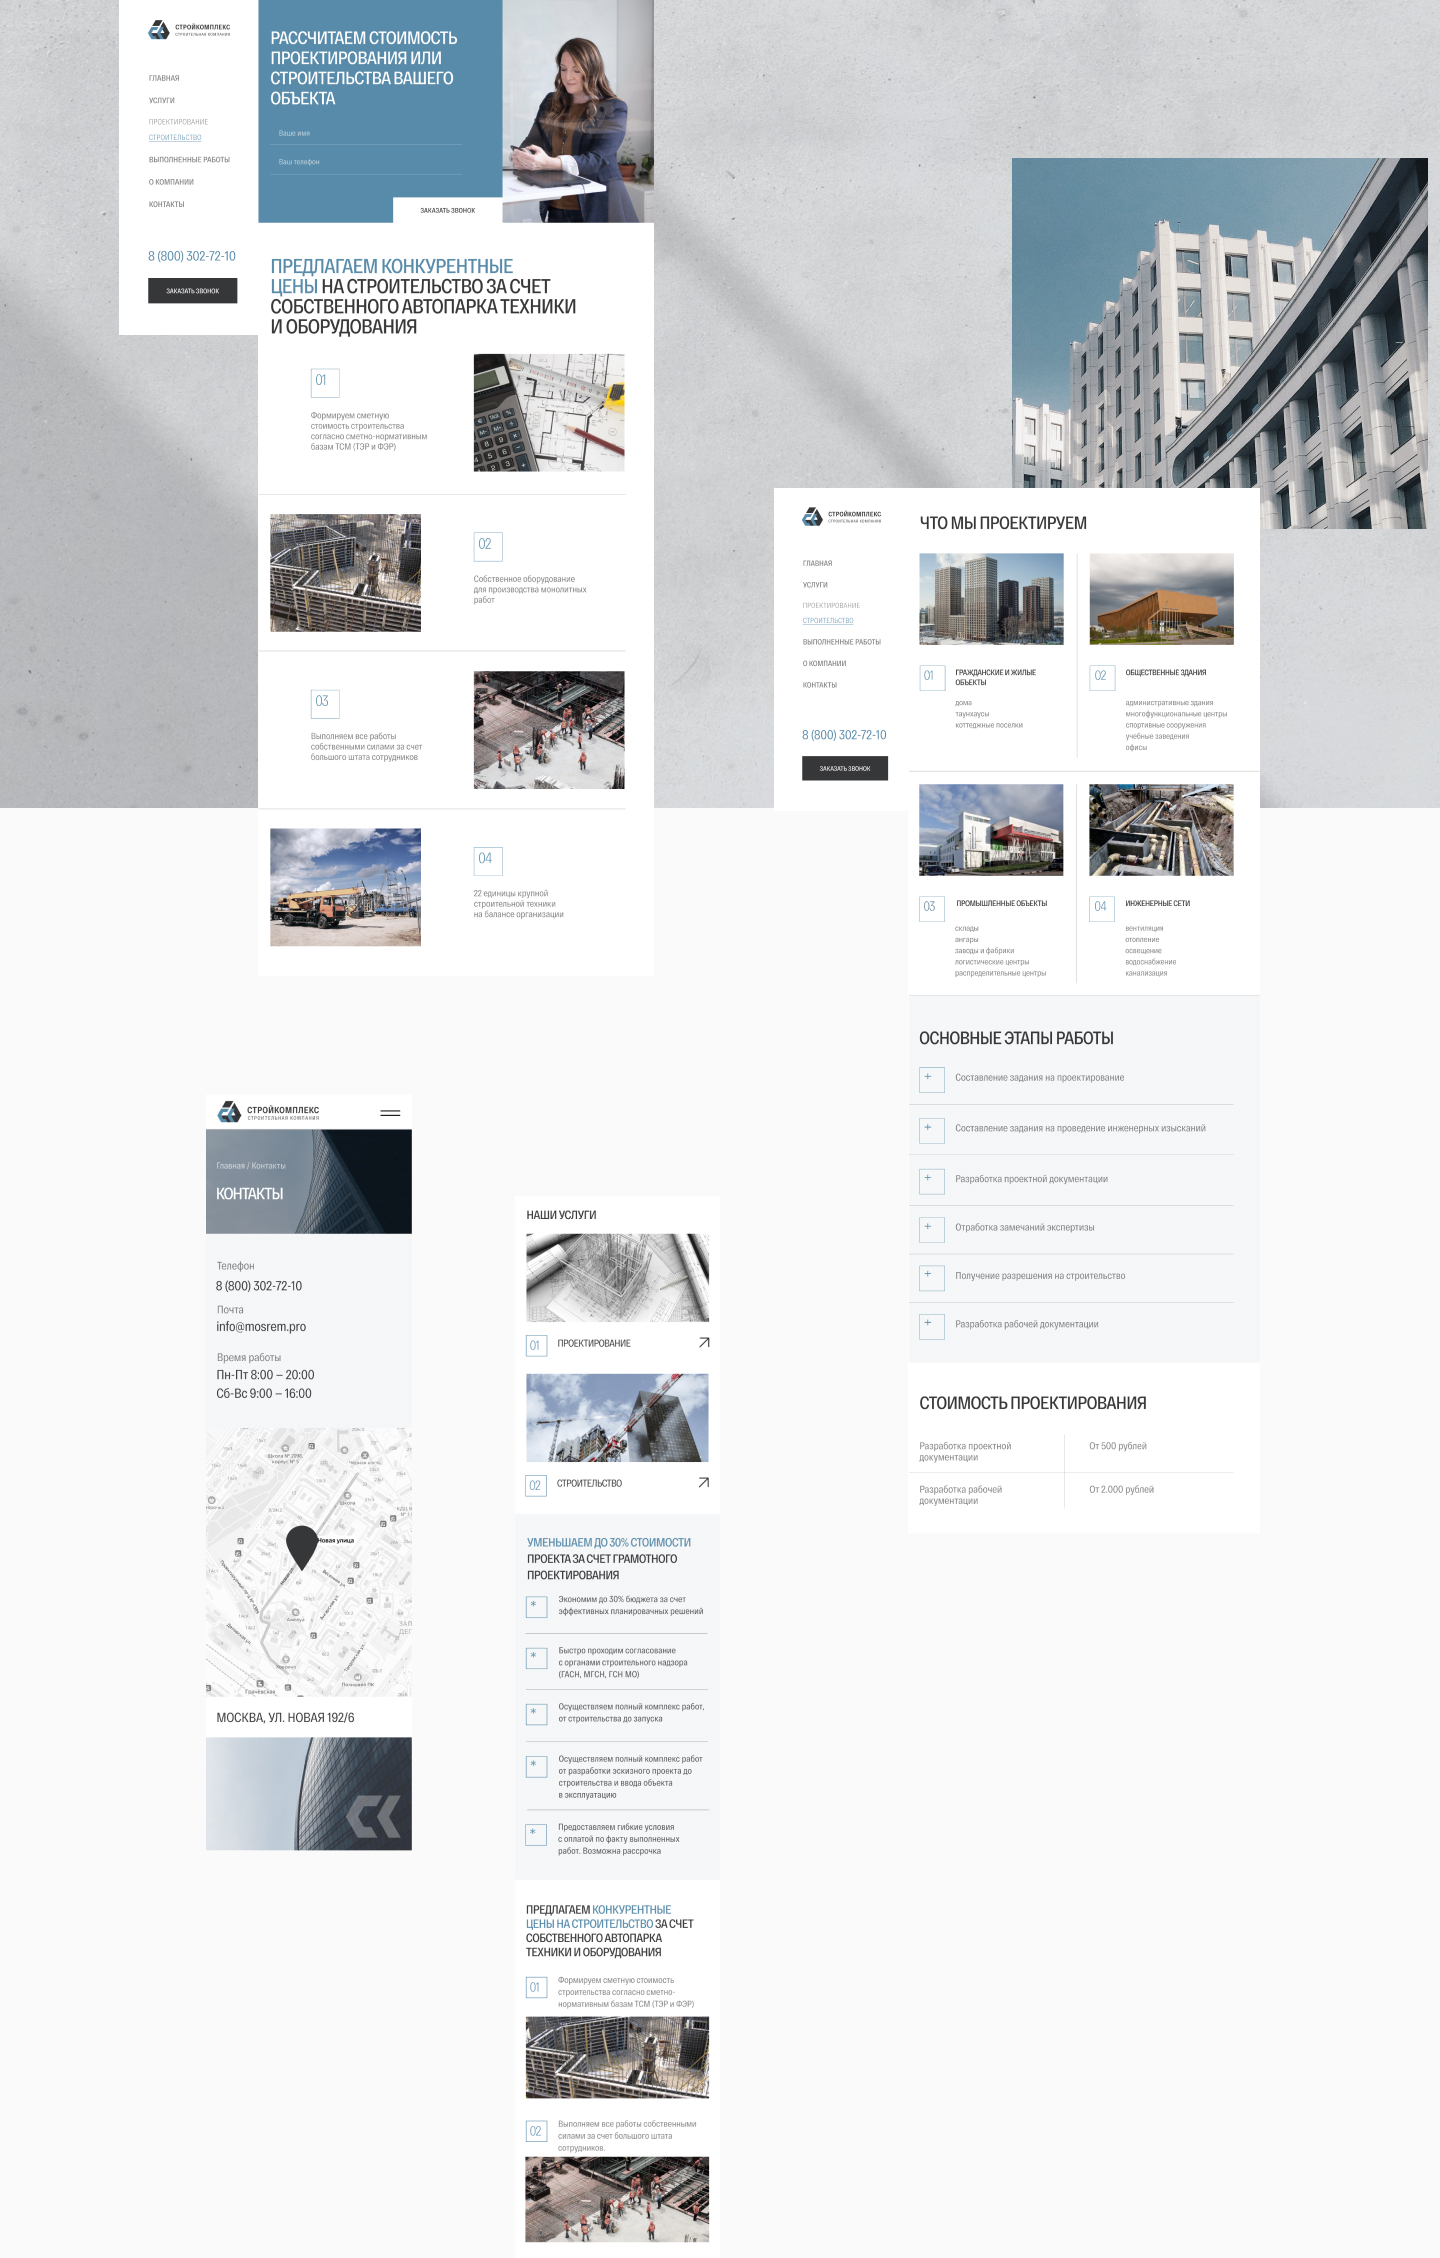 СТРОЙКОМПЛЕКС
СТРОИТЕЛЬНАЯ КОМПАНИЯ
ГЛАВНАЯ
УСЛУГИ
ПРОЕКТИРОВАНИЕ
СТРОИТЕЛЬСТВО
ВЫПОЛНЕННЫЕ РАБОТЫ
О КОМПАНИИ
КОНТАКТЫ
8 (800) 302-72-10
ЗАКАЗАТЬ ЗВОНОК
РАССЧИТАЕМ СТОИМОСТЬ
ПРОЕКТИРОВАНИЯ ИЛИ
СТРОИТЕЛЬСТВА ВАШЕГО
ОБЪЕКТА
Ваше имя
Ваш телефон
ЗАКАЗАТЬ ЗВОНОК
ПРЕДЛАГАЕМ КОНКУРЕНТНЫЕ
ЦЕНЫ НА СТРОИТЕЛЬСТВО ЗА СЧЕТ
СОБСТВЕННОГО АВТОПАРКА ТЕХНИКИ
И ОБОРУДОВАНИЯ
01
Формируем сметную
стоимость строительства
согласно сметно-нормативным
базам ТСМ (ТЭР и ФЭР)
02
Собственное оборудование
для производства монолитных
работ
03
Выполняем все работы
собственными силами за счет
большого штата сотрудников
04
22 единицы крупной
строительной техники
на балансе организации
СТРОЙКОМПЛЕКС
СТРОИТЕЛЬНАЯ КОМПАНИЯ
ГЛАВНАЯ
УСЛУГИ
ПРОЕКТИРОВАНИЕ
СТРОИТЕЛЬСТВО
ВЫПОЛНЕННЫЕ РАБОТЫ
О КОМПАНИИ
КОНТАКТЫ
8 (800) 302-72-10
ЗАКАЗАТЬ ЗВОНОК
ЧТО МЫ ПРОЕКТИРУЕМ
01
ГРАЖДАНСКИЕ И ЖИЛЫЕ
ОБЪЕКТЫ
дома
таунхаусы
коттеджные поселки
02
ОБЩЕСТВЕННЫЕ ЗДАНИЯ
административные здания
многофункциональные центры
спортивные сооружения
учебные заведения
офисы
03
ПРОМЫШЛЕННЫЕ ОБЪЕКТЫ
склады
ангары
заводы и фабрики
логистические центры
распределительные центры
04
ИНЖЕНЕРНЫЕ СЕТИ
вентиляция
отопление
освещение
водоснабжение
канализация
ОСНОВНЫЕ ЭТАПЫ РАБОТЫ
+ Составление задания на проектирование
+ Составление задания на проведение инженерных изысканий
+ Разработка проектной документации
+ Отработка замечаний экспертизы
+ Получение разрешения на строительство
+ Разработка рабочей документации
СТОИМОСТЬ ПРОЕКТИРОВАНИЯ
Разработка проектной
документации
От 500 рублей
Разработка рабочей
документации
От 2.000 рублей
СТРОЙКОМПЛЕКС
СТРОИТЕЛЬНАЯ КОМПАНИЯ
Главная / Контакты
КОНТАКТЫ
Телефон
8 (800) 302-72-10
Почта
info@mosrem.pro
Время работы
Пн-Пт 8:00 – 20:00
Сб-Вс 9:00 – 16:00
Школа № 2098,
корпус № 5
Школа
Новая улица
МОСКВА, УЛ. НОВАЯ 192/6
НАШИ УСЛУГИ
01 ПРОЕКТИРОВАНИЕ
02 СТРОИТЕЛЬСТВО
УМЕНЬШАЕМ ДО 30% СТОИМОСТИ
ПРОЕКТА ЗА СЧЕТ ГРАМОТНОГО
ПРОЕКТИРОВАНИЯ
* Экономим до 30% бюджета за счет
эффективных планировачных решений
* Быстро проходим согласование
с органами строительного надзора
(ГАСН, МГСН, ГСН МО)
* Осуществляем полный комплекс работ,
от строительства до запуска
* Осуществляем полный комплекс работ
от разработки эскизного проекта до
строительства и ввода объекта
в эксплуатацию
* Предоставляем гибкие условия
с оплатой по факту выполненных
работ. Возможна рассрочка
ПРЕДЛАГАЕМ КОНКУРЕНТНЫЕ
ЦЕНЫ НА СТРОИТЕЛЬСТВО ЗА СЧЕТ
СОБСТВЕННОГО АВТОПАРКА
ТЕХНИКИ И ОБОРУДОВАНИЯ
01
Формируем сметную стоимость
строительства согласно сметно-
нормативным базам ТСМ (ТЭР и ФЭР)
02
Выполняем все работы собственными
силами за счет большого штата
сотрудников.